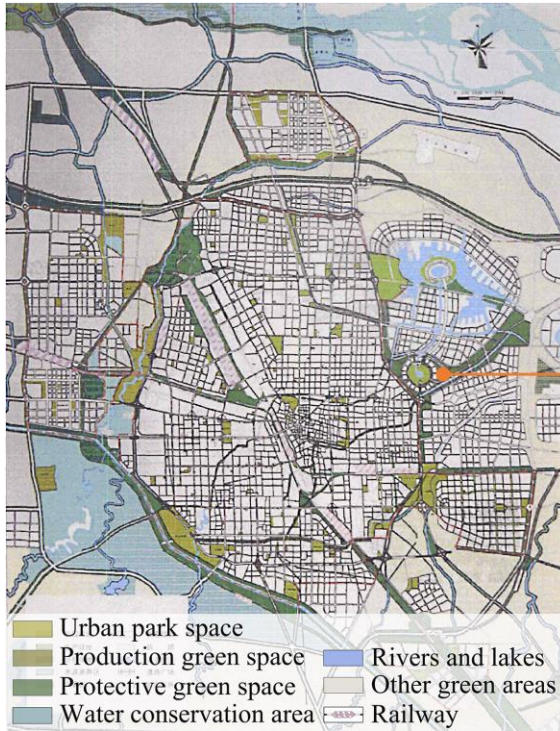 Urban park space
Production green space
Protective green space
Water conservation area
Rivers and lakes
Other green areas
Railway